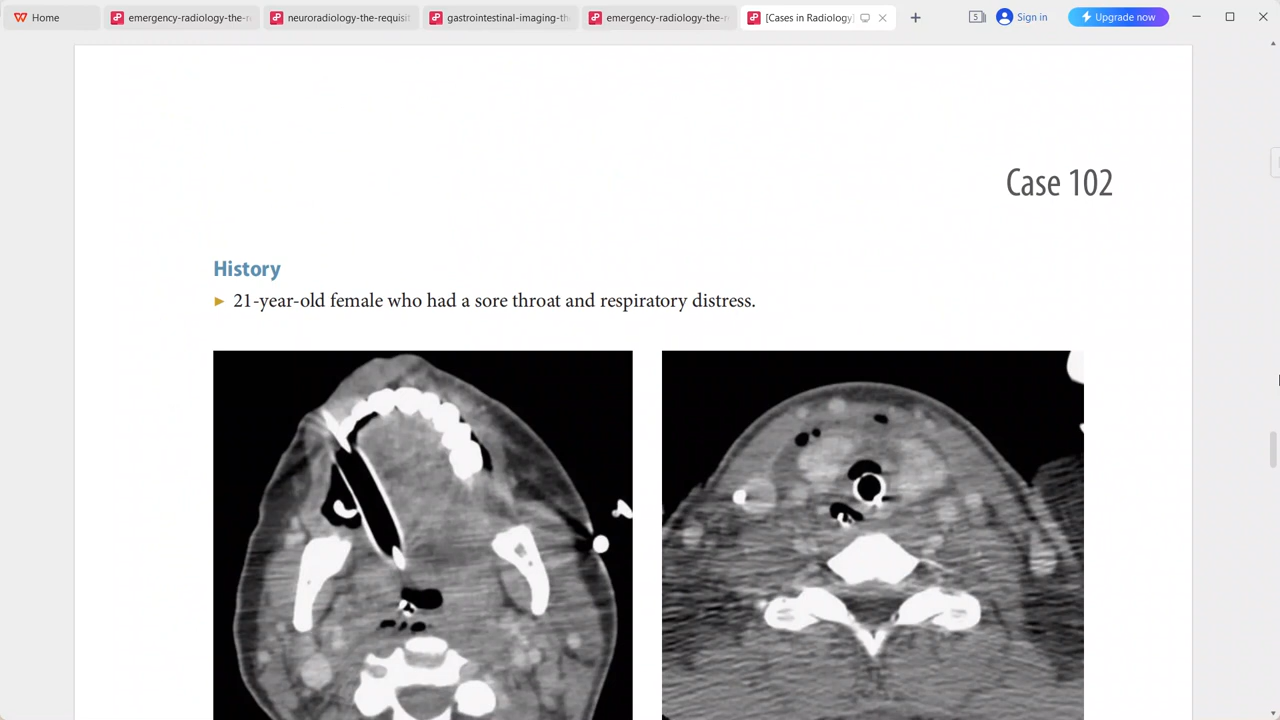 Home
emergency-radiology-the-r
neuroradiology-the-requisit
gastrointestinal-imaging-th
emergency-radiology-the-r
[Cases in Radiology]
5
Sign in
Upgrade now
Case 102
History
► 21-year-old female who had a sore throat and respiratory distress.